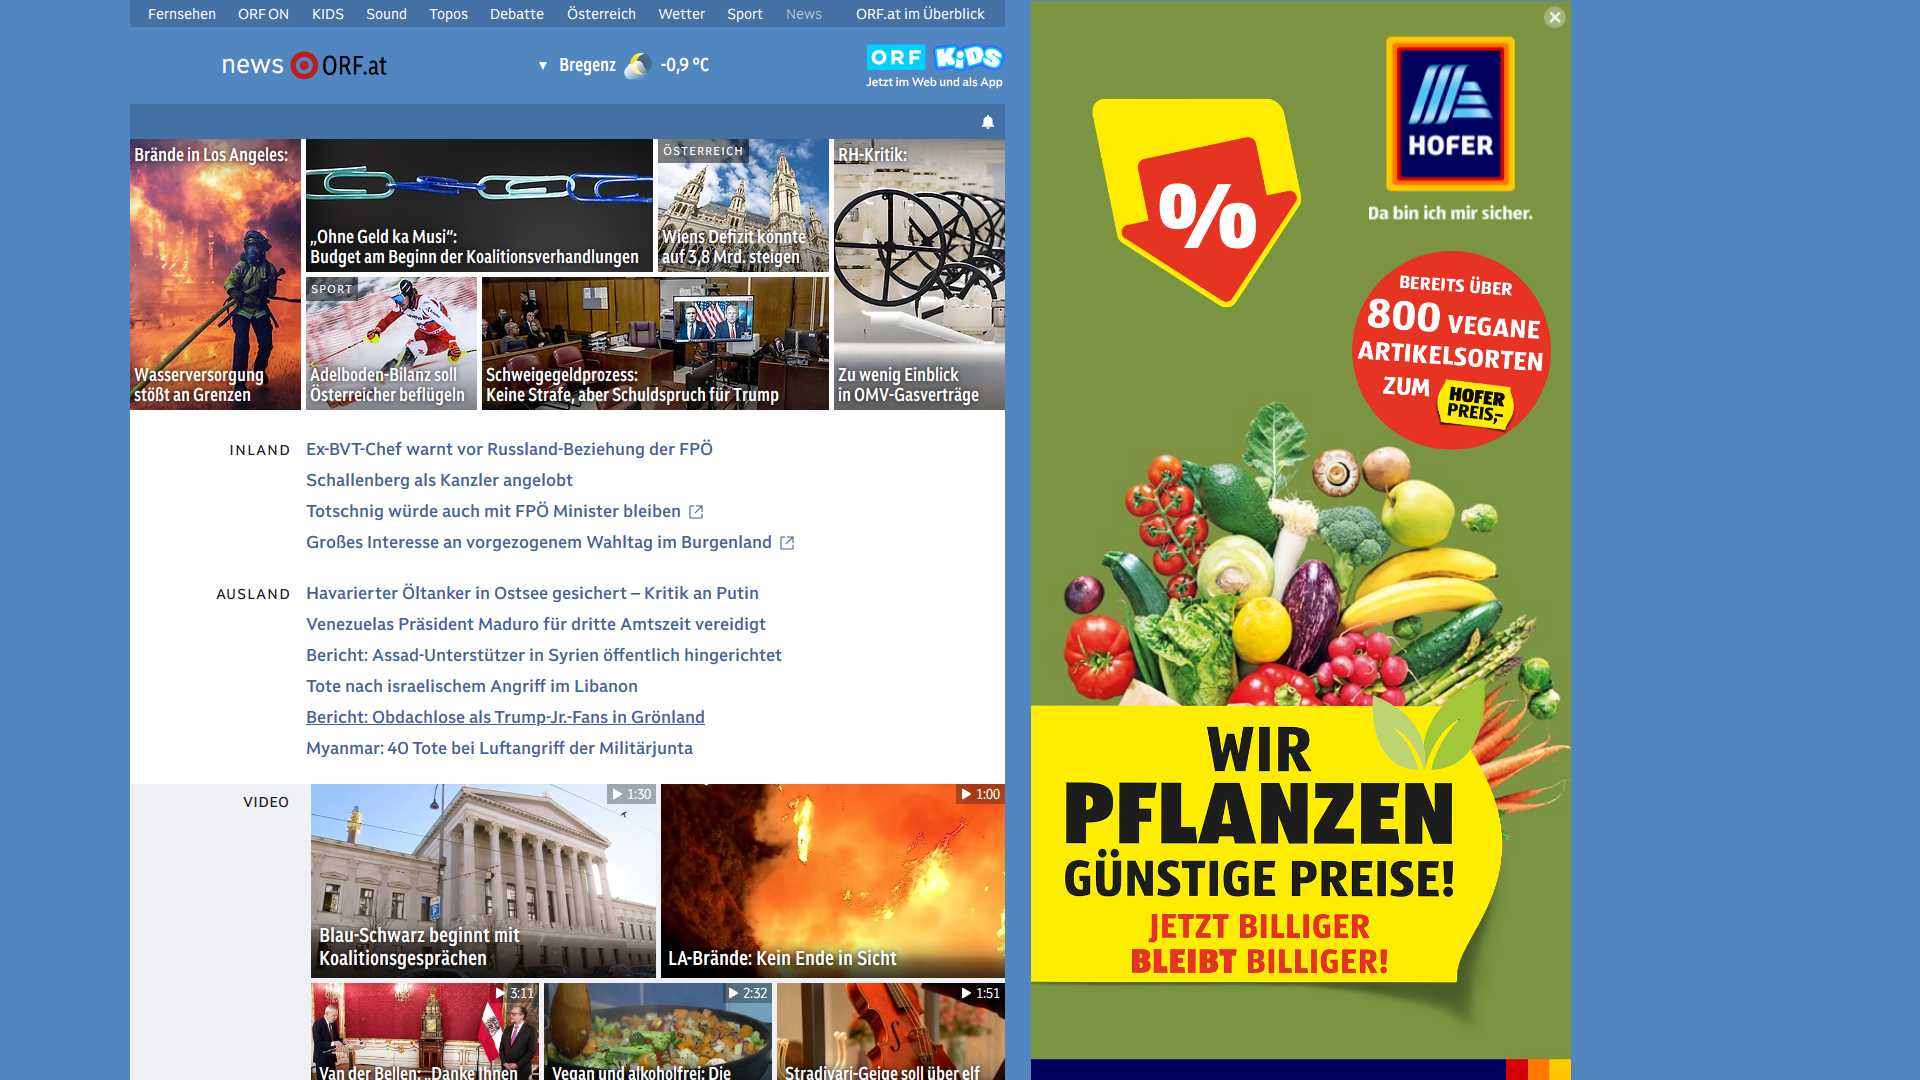 Fernsehen ORF ON KIDS Sound Topos Debatte Österreich Wetter Sport News ORF.at im Überblick
news ORF.at
▼ Bregenz -0,9 °C
ORF KiDS
Jetzt im Web und als App
Brände in Los Angeles:
Wasserversorgung
stößt an Grenzen
„Ohne Geld ka Musi“:
Budget am Beginn der Koalitionsverhandlungen
ÖSTERREICH
Wiens Defizit könnte
auf 3,8 Mrd. steigen
RH-Kritik:
Zu wenig Einblick
in OMV-Gasverträge
SPORT
Adelboden-Bilanz soll
Österreicher beflügeln
Schweigegeldprozess:
Keine Strafe, aber Schuldspruch für Trump
INLAND
Ex-BVT-Chef warnt vor Russland-Beziehung der FPÖ
Schallenberg als Kanzler angelobt
Totschnig würde auch mit FPÖ Minister bleiben
Großes Interesse an vorgezogenem Wahltag im Burgenland
AUSLAND
Havarierter Öltanker in Ostsee gesichert – Kritik an Putin
Venezuelas Präsident Maduro für dritte Amtszeit vereidigt
Bericht: Assad-Unterstützer in Syrien öffentlich hingerichtet
Tote nach israelischem Angriff im Libanon
Bericht: Obdachlose als Trump-Jr.-Fans in Grönland
Myanmar: 40 Tote bei Luftangriff der Militärjunta
VIDEO
1:30
Blau-Schwarz beginnt mit
Koalitionsgesprächen
1:00
LA-Brände: Kein Ende in Sicht
3:11
Van der Bellen: „Danke Ihnen
2:32
Vegan und alkoholfrei: Die
1:51
Stradivari-Geige soll über elf
%
HOFER
Da bin ich mir sicher.
BEREITS ÜBER
800 VEGANE
ARTIKELSORTEN
ZUM HOFER
PREIS,-
WIR
PFLANZEN
GÜNSTIGE PREISE!
JETZT BILLIGER
BLEIBT BILLIGER!